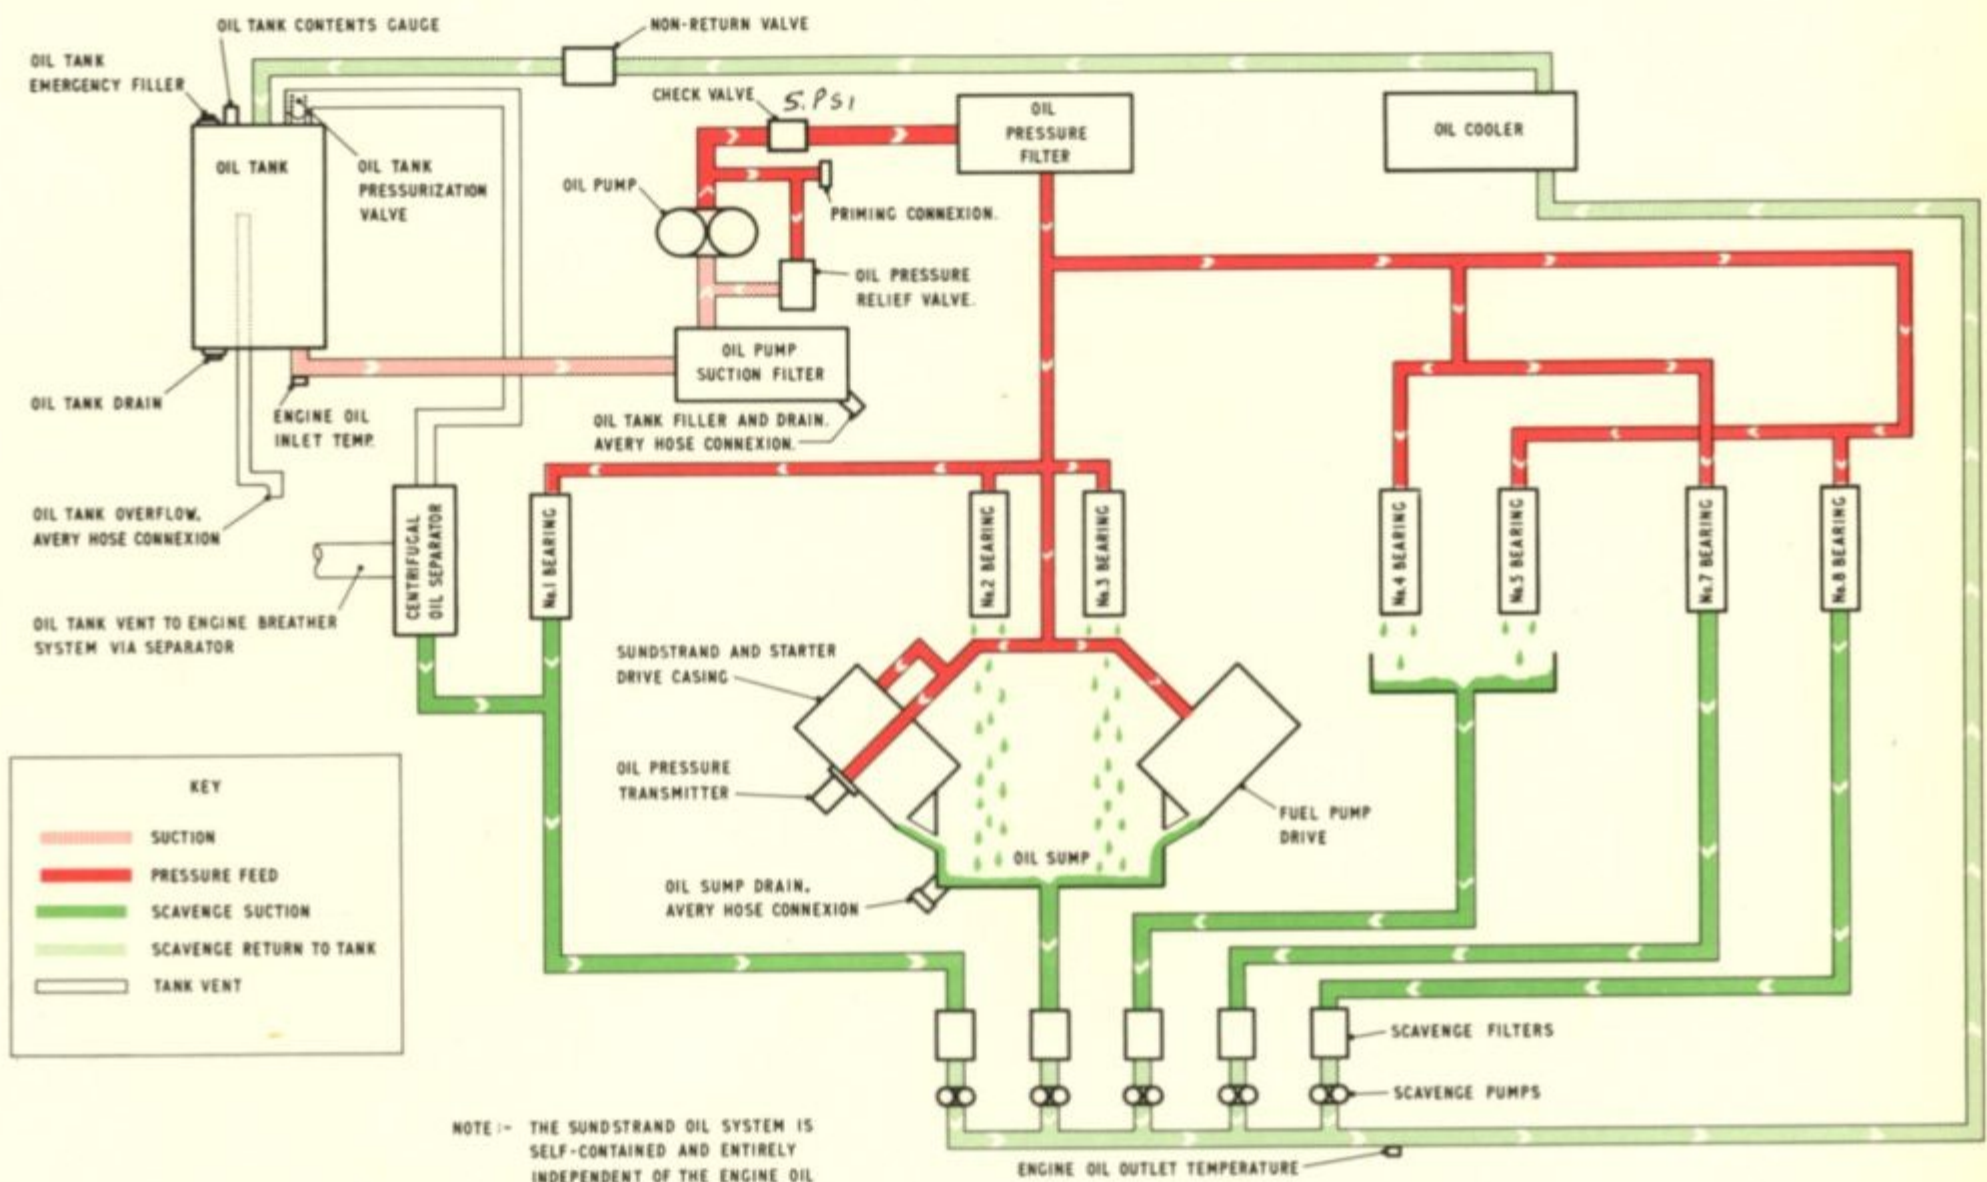 OIL TANK CONTENTS GAUGE
NON-RETURN VALVE
OIL TANK
EMERGENCY FILLER
CHECK VALVE
5. PSI
OIL
PRESSURE
FILTER
OIL COOLER
OIL TANK
OIL TANK
PRESSURIZATION
VALVE
OIL PUMP
PRIMING CONNEXION.
OIL PRESSURE
RELIEF VALVE.
OIL PUMP
SUCTION FILTER
OIL TANK DRAIN
ENGINE OIL
INLET TEMP.
OIL TANK FILLER AND DRAIN.
AVERY HOSE CONNEXION.
OIL TANK OVERFLOW,
AVERY HOSE CONNEXION
CENTRIFUGAL
OIL SEPARATOR
No.1 BEARING
No.2 BEARING
No.3 BEARING
No.4 BEARING
No.5 BEARING
No.7 BEARING
No.8 BEARING
OIL TANK VENT TO ENGINE BREATHER
SYSTEM VIA SEPARATOR
SUNDSTRAND AND STARTER
DRIVE CASING
OIL PRESSURE
TRANSMITTER
FUEL PUMP
DRIVE
OIL SUMP
OIL SUMP DRAIN.
AVERY HOSE CONNEXION
KEY
SUCTION
PRESSURE FEED
SCAVENGE SUCTION
SCAVENGE RETURN TO TANK
TANK VENT
SCAVENGE FILTERS
SCAVENGE PUMPS
NOTE:- THE SUNDSTRAND OIL SYSTEM IS
SELF-CONTAINED AND ENTIRELY
INDEPENDENT OF THE ENGINE OIL
ENGINE OIL OUTLET TEMPERATURE